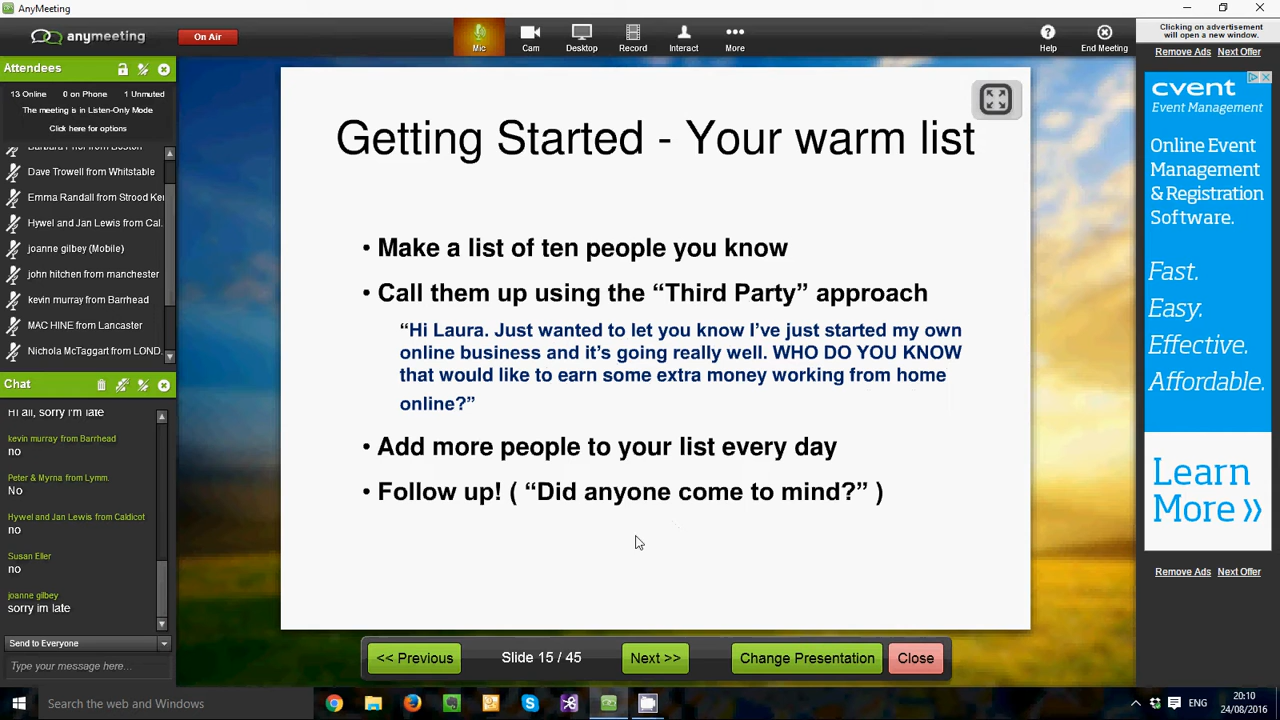 AnyMeeting
anymeeting
On Air
Mic
Cam
Desktop
Record
Interact
More
Help
End Meeting
Clicking on advertisement
will open a new window.
Remove Ads Next Offer
Attendees
13 Online 0 on Phone 1 Unmuted
The meeting is in Listen-Only Mode
Click here for options
Dave Trowell from Whitstable
Emma Randall from Strood Ker
Hywel and Jan Lewis from Cal.
joanne gilbey (Mobile)
john hitchen from manchester
kevin murray from Barrhead
MAC HINE from Lancaster
Nichola McTaggart from LOND.
Chat
Hi all, sorry i'm late
kevin murray from Barrhead
no
Peter & Myrna from Lymm.
No
Hywel and Jan Lewis from Caldicot
no
Susan Eller
no
joanne gilbey
sorry im late
Send to Everyone
Type your message here...
Getting Started - Your warm list
• Make a list of ten people you know
• Call them up using the “Third Party” approach
“Hi Laura. Just wanted to let you know I’ve just started my own
online business and it’s going really well. WHO DO YOU KNOW
that would like to earn some extra money working from home
online?”
• Add more people to your list every day
• Follow up! ( “Did anyone come to mind?” )
<< Previous
Slide 15 / 45
Next >>
Change Presentation
Close
cvent
Event Management
Online Event
Management
& Registration
Software.
Fast.
Easy.
Effective.
Affordable.
Learn
More »
Remove Ads Next Offer
Search the web and Windows
ENG
20:10
24/08/2016